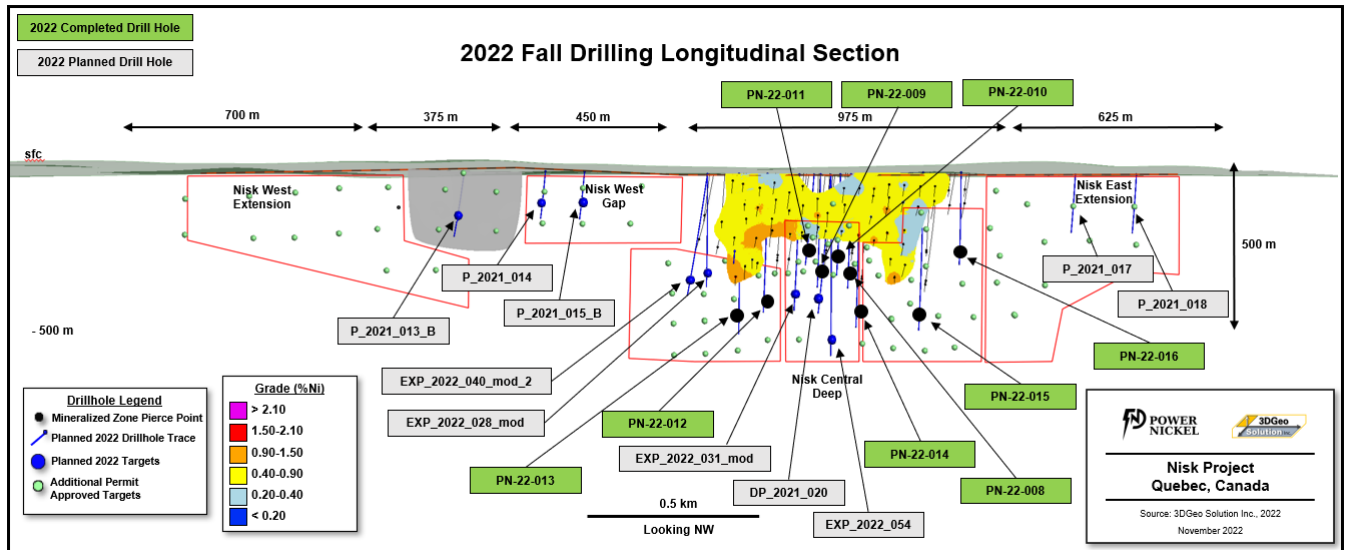 2022 Completed Drill Hole
2022 Planned Drill Hole
2022 Fall Drilling Longitudinal Section
PN-22-011
PN-22-009
PN-22-010
700 m
375 m
450 m
975 m
625 m
sfc
Nisk West
Extension
Nisk West
Gap
Nisk East
Extension
500 m
P_2021_014
P_2021_017
P_2021_015_B
P_2021_018
P_2021_013_B
- 500 m
PN-22-016
EXP_2022_040_mod_2
Nisk Central
Deep
PN-22-015
EXP_2022_028_mod
PN-22-012
EXP_2022_031_mod
PN-22-014
PN-22-013
DP_2021_020
PN-22-008
EXP_2022_054
Drillhole Legend
Mineralized Zone Pierce Point
Planned 2022 Drillhole Trace
Planned 2022 Targets
Additional Permit
Approved Targets
Grade (%Ni)
> 2.10
1.50-2.10
0.90-1.50
0.40-0.90
0.20-0.40
< 0.20
0.5 km
Looking NW
POWER
NICKEL
3DGeo
Solution Inc.
Nisk Project
Quebec, Canada
Source: 3DGeo Solution Inc., 2022
November 2022